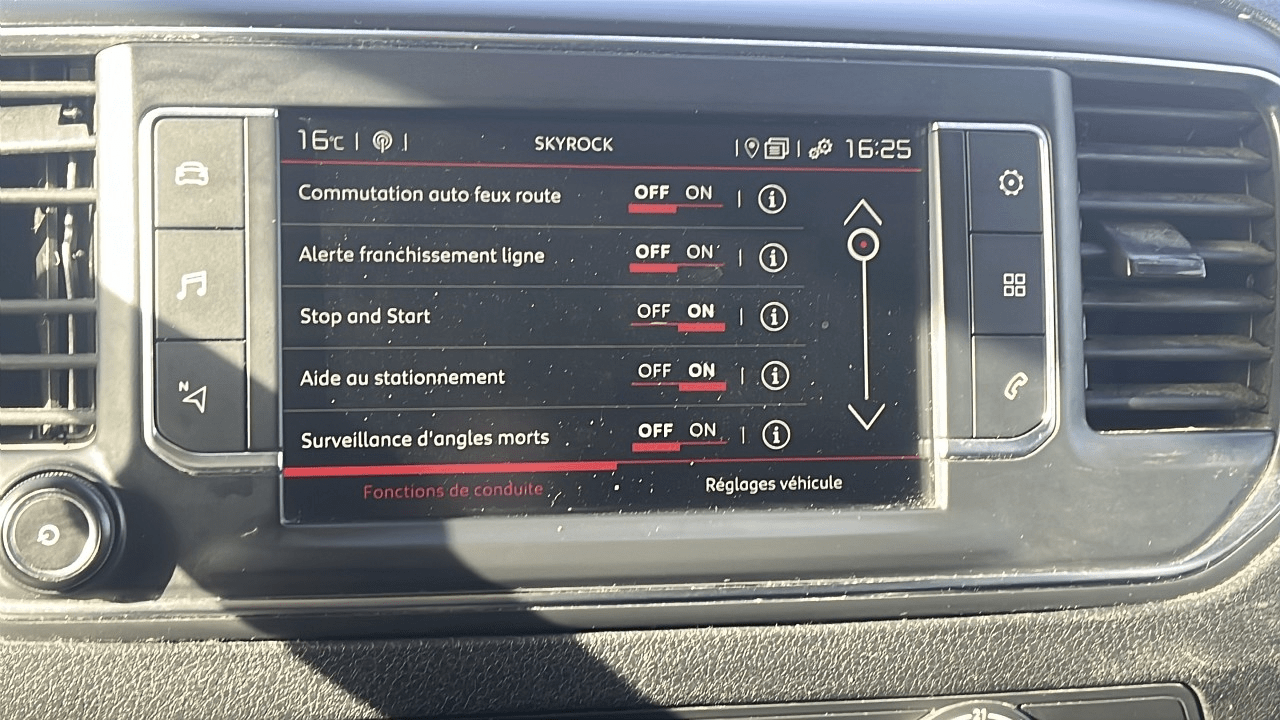 16°C SKYROCK 16:25
Commutation auto feux route OFF ON
Alerte franchissement ligne OFF ON
Stop and Start OFF ON
Aide au stationnement OFF ON
Surveillance d'angles morts OFF ON
Fonctions de conduite Réglages véhicule
N
21